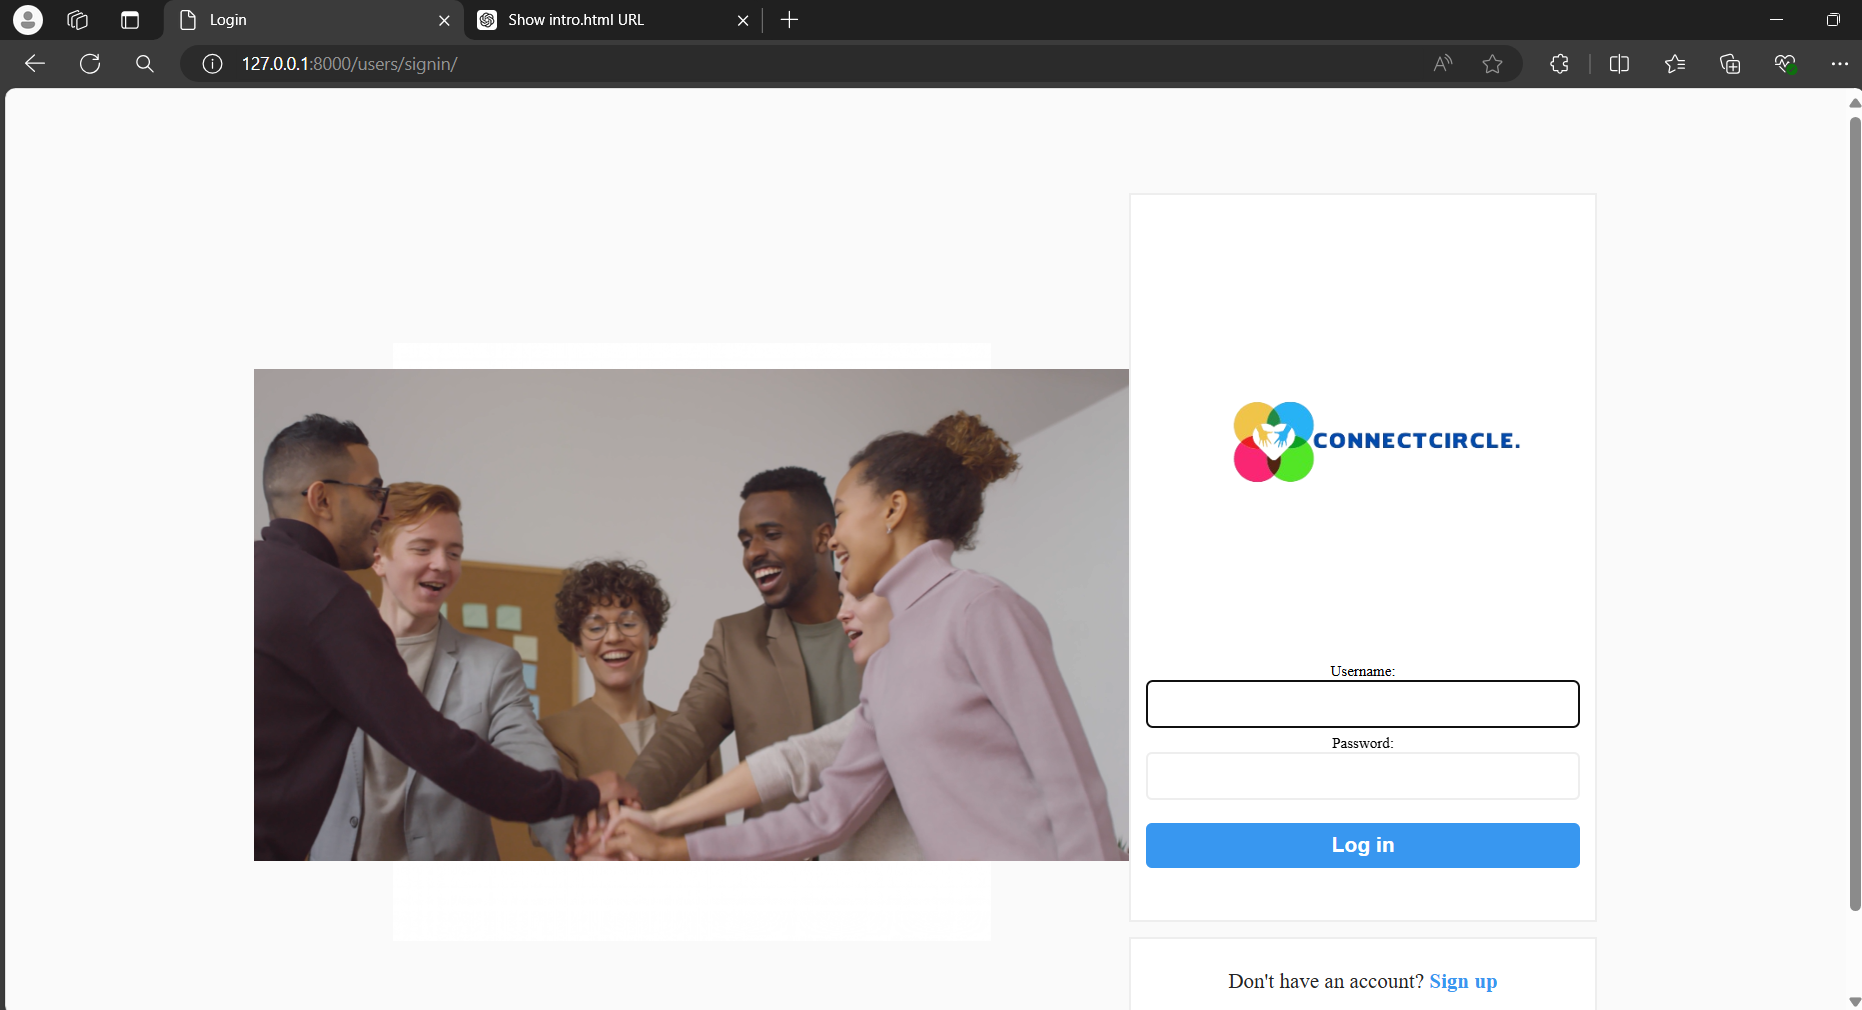 Login
Show intro.html URL
127.0.0.1:8000/users/signin/
CONNECTCIRCLE.
Username:
Password:
Log in
Don't have an account? Sign up